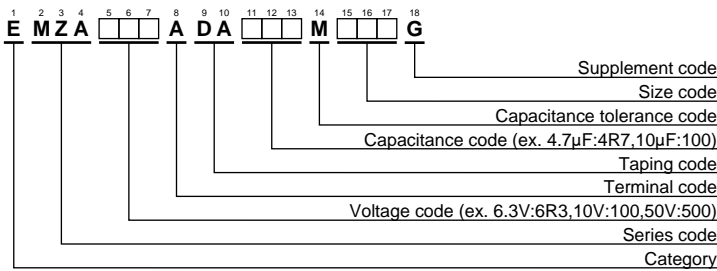 1 2 3 4 5 6 7 8 9 10 11 12 13 14 15 16 17 18
E M Z A A D A M G
Supplement code
Size code
Capacitance tolerance code
Capacitance code (ex. 4.7μF:4R7,10μF:100)
Taping code
Terminal code
Voltage code (ex. 6.3V:6R3,10V:100,50V:500)
Series code
Category